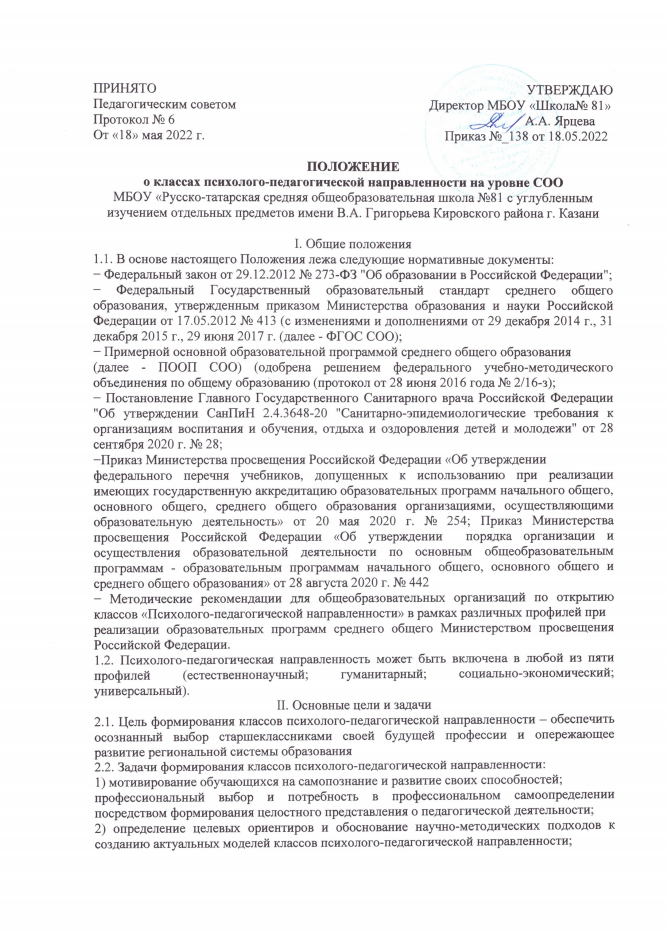 ПРИНЯТО
УТВЕРЖДАЮ
Педагогическим советом
Директор МБОУ «Школа№ 81»
Протокол № 6
А.А. Ярцева
От «18» мая 2022 г.
Приказ №_138 от 18.05.2022
ПОЛОЖЕНИЕ
о классах психолого-педагогической направленности на уровне СОО
МБОУ «Русско-татарская средняя общеобразовательная школа №81 с углубленным
изучением отдельных предметов имени В.А. Григорьева Кировского района г. Казани
I. Общие положения
1.1. В основе настоящего Положения лежа следующие нормативные документы:
− Федеральный закон от 29.12.2012 № 273-ФЗ "Об образовании в Российской Федерации";
− Федеральный Государственный образовательный стандарт среднего общего
образования, утвержденным приказом Министерства образования и науки Российской
Федерации от 17.05.2012 № 413 (с изменениями и дополнениями от 29 декабря 2014 г., 31
декабря 2015 г., 29 июня 2017 г. (далее - ФГОС СОО);
− Примерной основной образовательной программой среднего общего образования
(далее - ПООП СОО) (одобрена решением федерального учебно-методического
объединения по общему образованию (протокол от 28 июня 2016 года № 2/16-з);
− Постановление Главного Государственного Санитарного врача Российской Федерации
"Об утверждении СанПиН 2.4.3648-20 "Санитарно-эпидемиологические требования к
организациям воспитания и обучения, отдыха и оздоровления детей и молодежи" от 28
сентября 2020 г. № 28;
−Приказ Министерства просвещения Российской Федерации «Об утверждении
федерального перечня учебников, допущенных к использованию при реализации
имеющих государственную аккредитацию образовательных программ начального общего,
основного общего, среднего общего образования организациями, осуществляющими
образовательную деятельность» от 20 мая 2020 г. № 254; Приказ Министерства
просвещения Российской Федерации «Об утверждении порядка организации и
осуществления образовательной деятельности по основным общеобразовательным
программам - образовательным программам начального общего, основного общего и
среднего общего образования» от 28 августа 2020 г. № 442
− Методические рекомендации для общеобразовательных организаций по открытию
классов «Психолого-педагогической направленности» в рамках различных профилей при
реализации образовательных программ среднего общего Министерством просвещения
Российской Федерации.
1.2. Психолого-педагогическая направленность может быть включена в любой из пяти
профилей (естественнонаучный; гуманитарный; социально-экономический;
универсальный).
II. Основные цели и задачи
2.1. Цель формирования классов психолого-педагогической направленности – обеспечить
осознанный выбор старшеклассниками своей будущей профессии и опережающее
развитие региональной системы образования
2.2. Задачи формирования классов психолого-педагогической направленности:
1) мотивирование обучающихся на самопознание и развитие своих способностей;
профессиональный выбор и потребность в профессиональном самоопределении
посредством формирования целостного представления о педагогической деятельности;
2) определение целевых ориентиров и обоснование научно-методических подходов к
созданию актуальных моделей классов психолого-педагогической направленности;